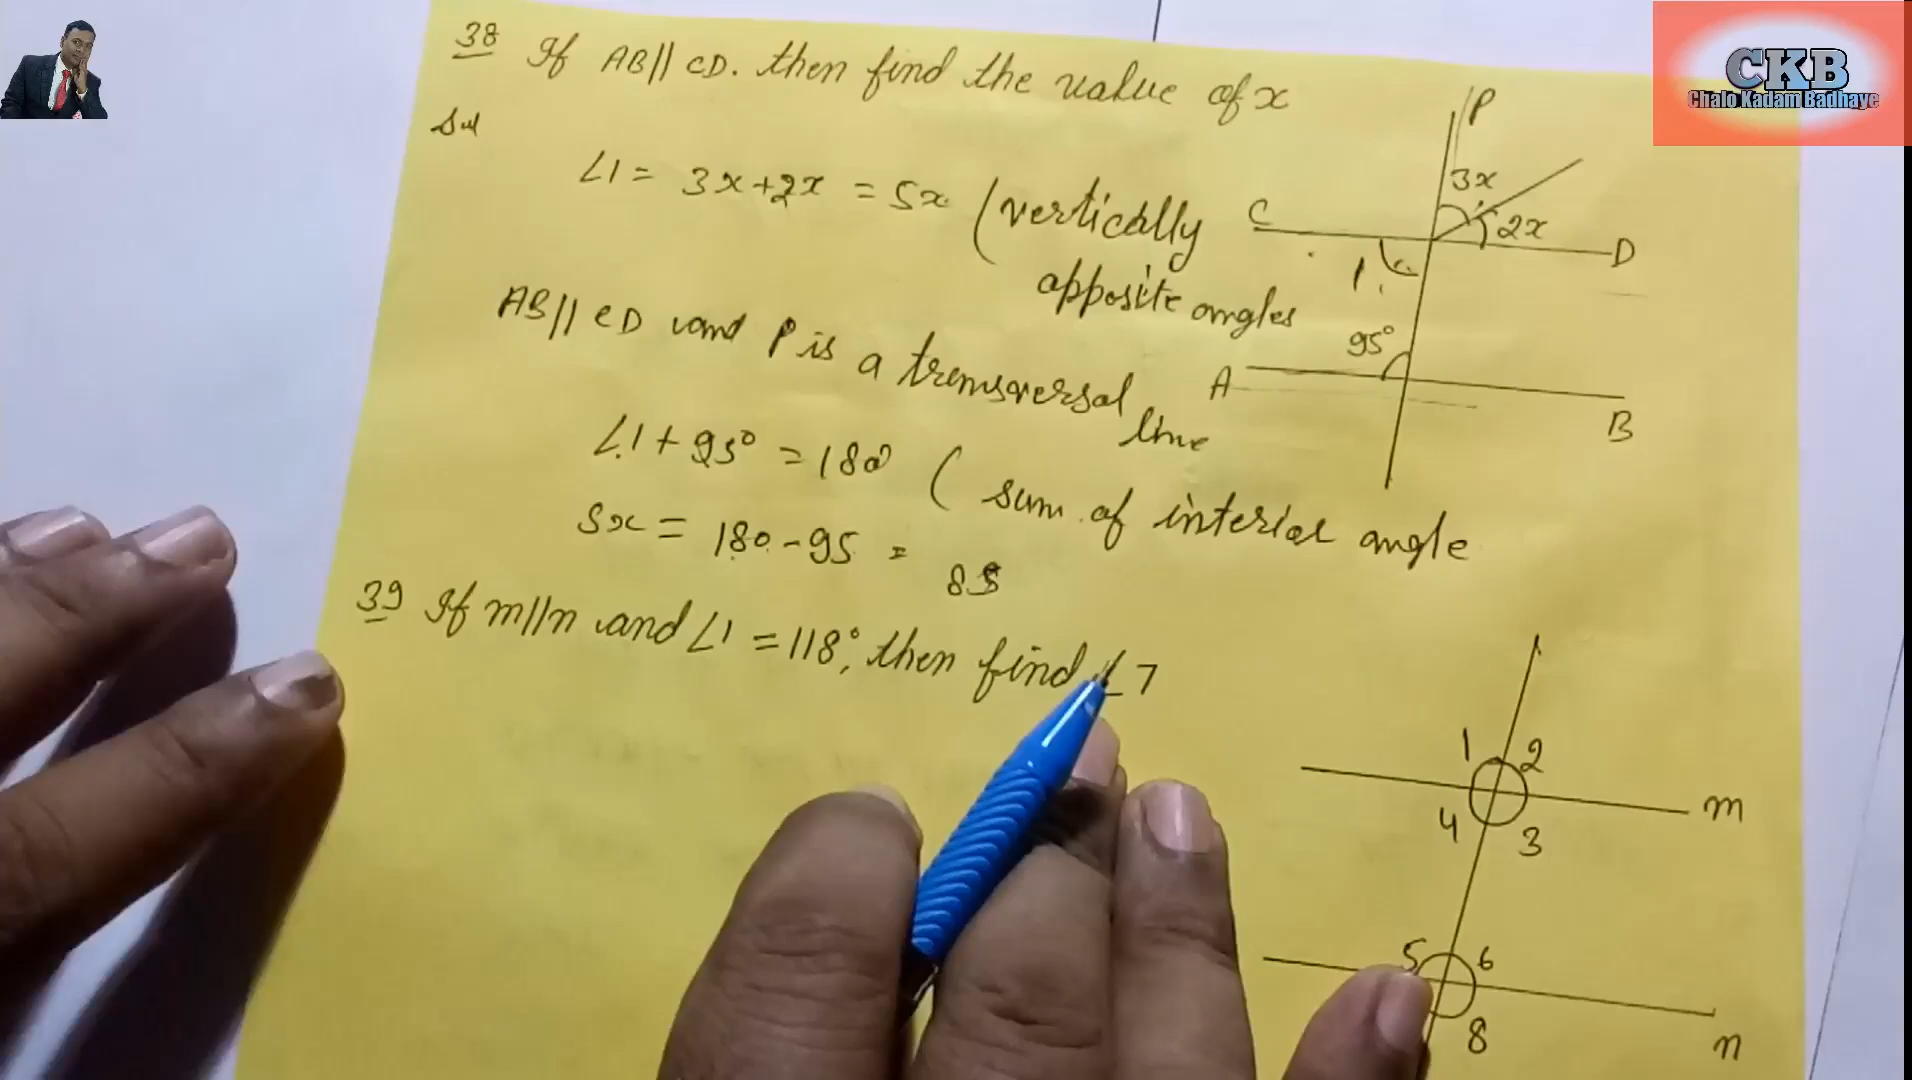 38 If AB || CD. then find the value of x
Sol
∠1 = 3x+2x = 5x (vertically
opposite angles
AB || CD and P is a transversal
line
∠1 + 95° = 180 (sum of interior angle
5x = 180 - 95 = 85
39 If m||n and ∠1 = 118°, then find ∠7
P
3x
2x
C
D
1
95°
A
B
1 2
m
4 3
5 6
8
n
CKB
Chalo Kadam Badhaye